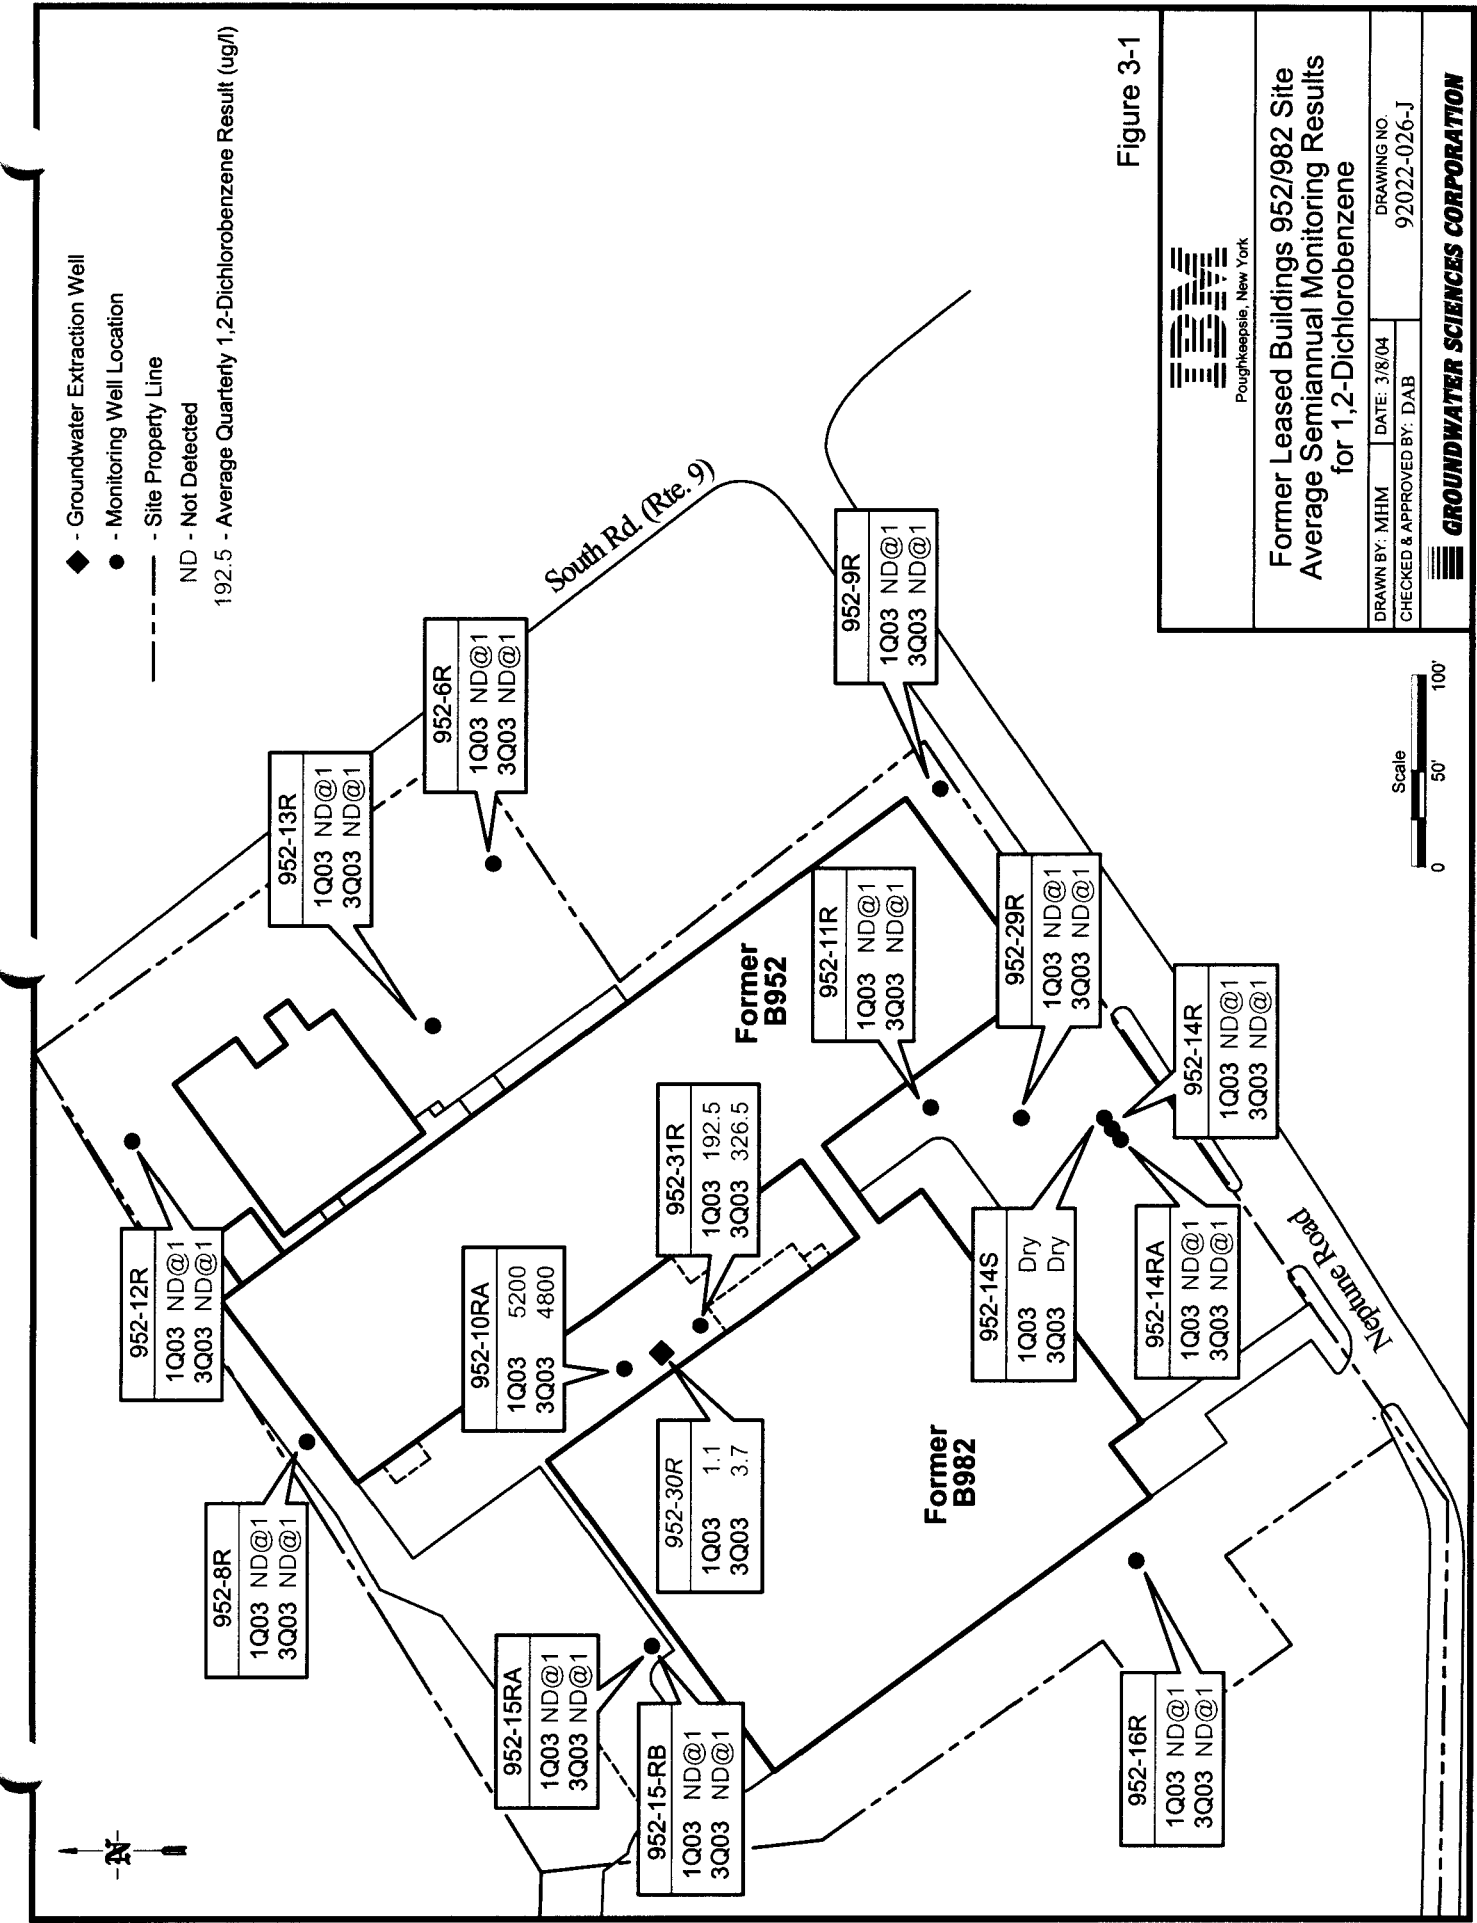 ◆ - Groundwater Extraction Well
● - Monitoring Well Location
- Site Property Line
ND - Not Detected
192.5 - Average Quarterly 1,2-Dichlorobenzene Result (ug/l)
N
952-12R
1Q03 ND@1
3Q03 ND@1
952-13R
1Q03 ND@1
3Q03 ND@1
952-6R
1Q03 ND@1
3Q03 ND@1
South Rd. (Rte. 9)
952-8R
1Q03 ND@1
3Q03 ND@1
952-10RA
1Q03 5200
3Q03 4800
952-31R
1Q03 192.5
3Q03 326.5
Former
B952
952-15RA
1Q03 ND@1
3Q03 ND@1
952-15-RB
1Q03 ND@1
3Q03 ND@1
952-30R
1Q03 1.1
3Q03 3.7
952-11R
1Q03 ND@1
3Q03 ND@1
952-9R
1Q03 ND@1
3Q03 ND@1
Former
B982
952-14S
1Q03 Dry
3Q03 Dry
952-29R
1Q03 ND@1
3Q03 ND@1
952-16R
1Q03 ND@1
3Q03 ND@1
952-14RA
1Q03 ND@1
3Q03 ND@1
952-14R
1Q03 ND@1
3Q03 ND@1
Neptune Road
Scale
0 50' 100'
Figure 3-1
IBM
Poughkeepsie, New York
Former Leased Buildings 952/982 Site
Average Semiannual Monitoring Results
for 1,2-Dichlorobenzene
DRAWN BY: MHM DATE: 3/8/04 DRAWING NO.
CHECKED & APPROVED BY: DAB 92022-026-J
GROUNDWATER SCIENCES CORPORATION